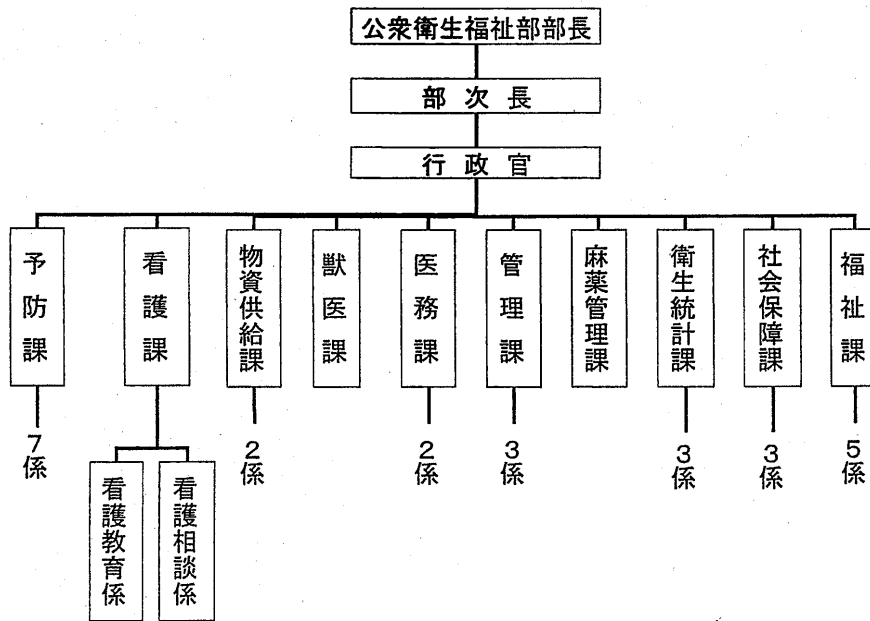 公衆衛生福祉部部長
部次長
行政官
予防課
看護課
物資供給課
獣医課
医務課
管理課
麻薬管理課
衛生統計課
社会保障課
福祉課
7係
2係
2係
3係
3係
3係
5係
看護教育係
看護相談係